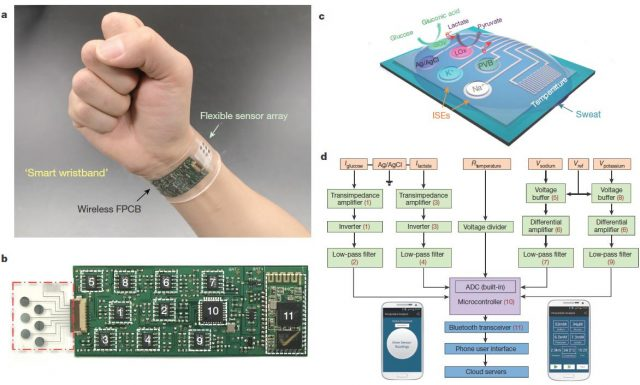 a
Flexible sensor array
'Smart wristband'
Wireless FPCB
b
5 8 6 7
1 2 10 11
3 4 9
c
Gluconic acid
Glucose
Lactate
Pyruvate
GOx
LOx
Ag/AgCl
PVB
K+
Na+
ISEs
Temperature
Sweat
d
Iglucose Ag/AgCl Ilactate Rtemperature Vsodium Vref Vpotassium
Transimpedance
amplifier (1)
Transimpedance
amplifier (3)
Voltage
buffer (5)
Voltage
buffer (8)
Inverter (1)
Inverter (3)
Voltage divider
Differential
amplifier (6)
Differential
amplifier (6)
Low-pass filter
(2)
Low-pass filter
(4)
Low-pass filter
(7)
Low-pass filter
(9)
ADC (built-in)
Microcontroller (10)
Bluetooth transceiver (11)
Phone user interface
Cloud servers